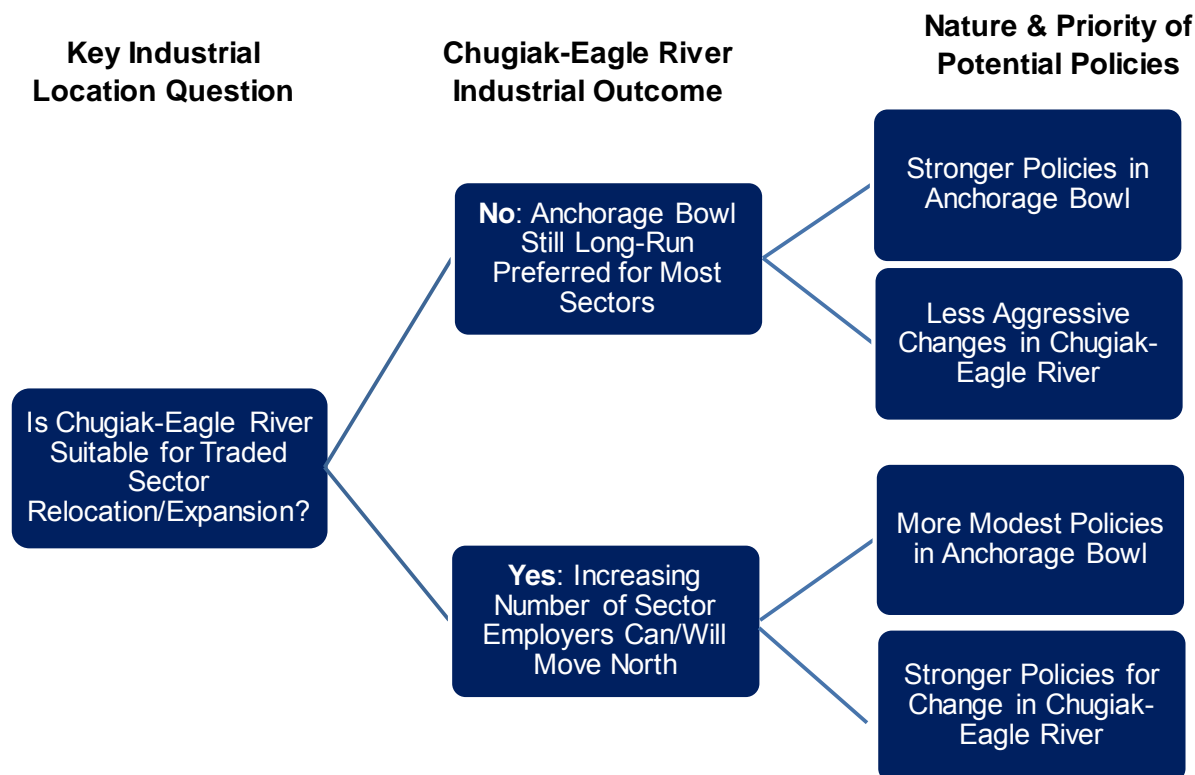 Key Industrial
Location Question
Chugiak-Eagle River
Industrial Outcome
Nature & Priority of
Potential Policies
Is Chugiak-Eagle River
Suitable for Traded
Sector
Relocation/Expansion?
No: Anchorage Bowl
Still Long-Run
Preferred for Most
Sectors
Yes: Increasing
Number of Sector
Employers Can/Will
Move North
Stronger Policies in
Anchorage Bowl
Less Aggressive
Changes in Chugiak-
Eagle River
More Modest Policies
in Anchorage Bowl
Stronger Policies for
Change in Chugiak-
Eagle River